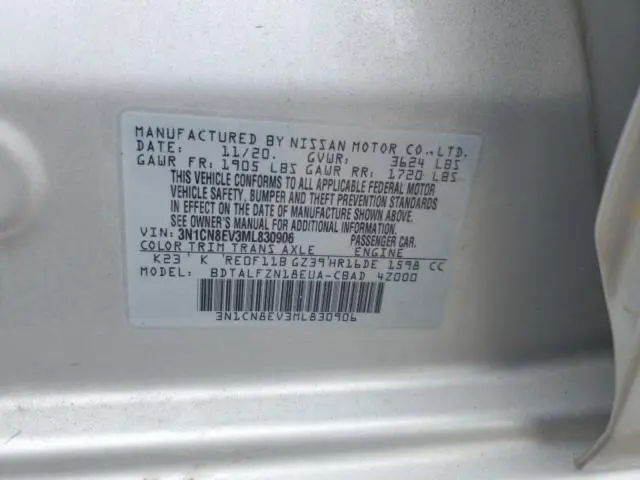 MANUFACTURED BY NISSAN MOTOR CO.,LTD.
DATE: 11/20. GVWR: 3624 LBS
GAWR FR: 1905 LBS GAWR RR: 1720 LBS
THIS VEHICLE CONFORMS TO ALL APPLICABLE FEDERAL MOTOR
VEHICLE SAFETY, BUMPER AND THEFT PREVENTION STANDARDS
IN EFFECT ON THE DATE OF MANUFACTURE SHOWN ABOVE.
SEE OWNER'S MANUAL FOR ADDITIONAL INFORMATION.
VIN: 3N1CN8EV3ML830906 PASSENGER CAR.
COLOR TRIM TRANS AXLE ENGINE
K23 K RE0F11B GZ39 HR16DE 1598 CC
MODEL: BDTALFZN18EUA-CBAD 42000
3N1CN8EV3ML830906